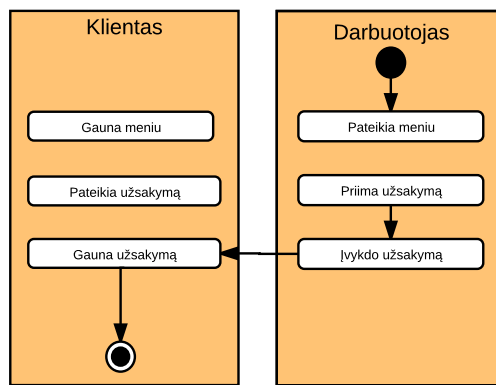 Klientas
Darbuotojas
Gauna meniu
Pateikia meniu
Pateikia užsakymą
Priima užsakymą
Gauna užsakymą
Įvykdo užsakymą